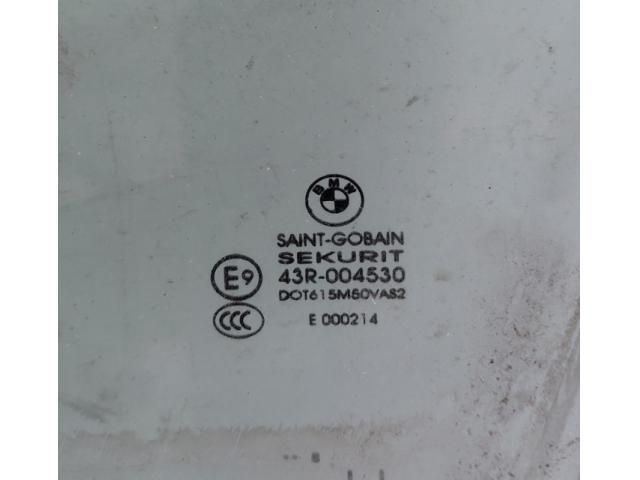 BMW
SAINT-GOBAIN
SEKURIT
E9 43R-004530
DOT615M50VAS2
CCC E 000214